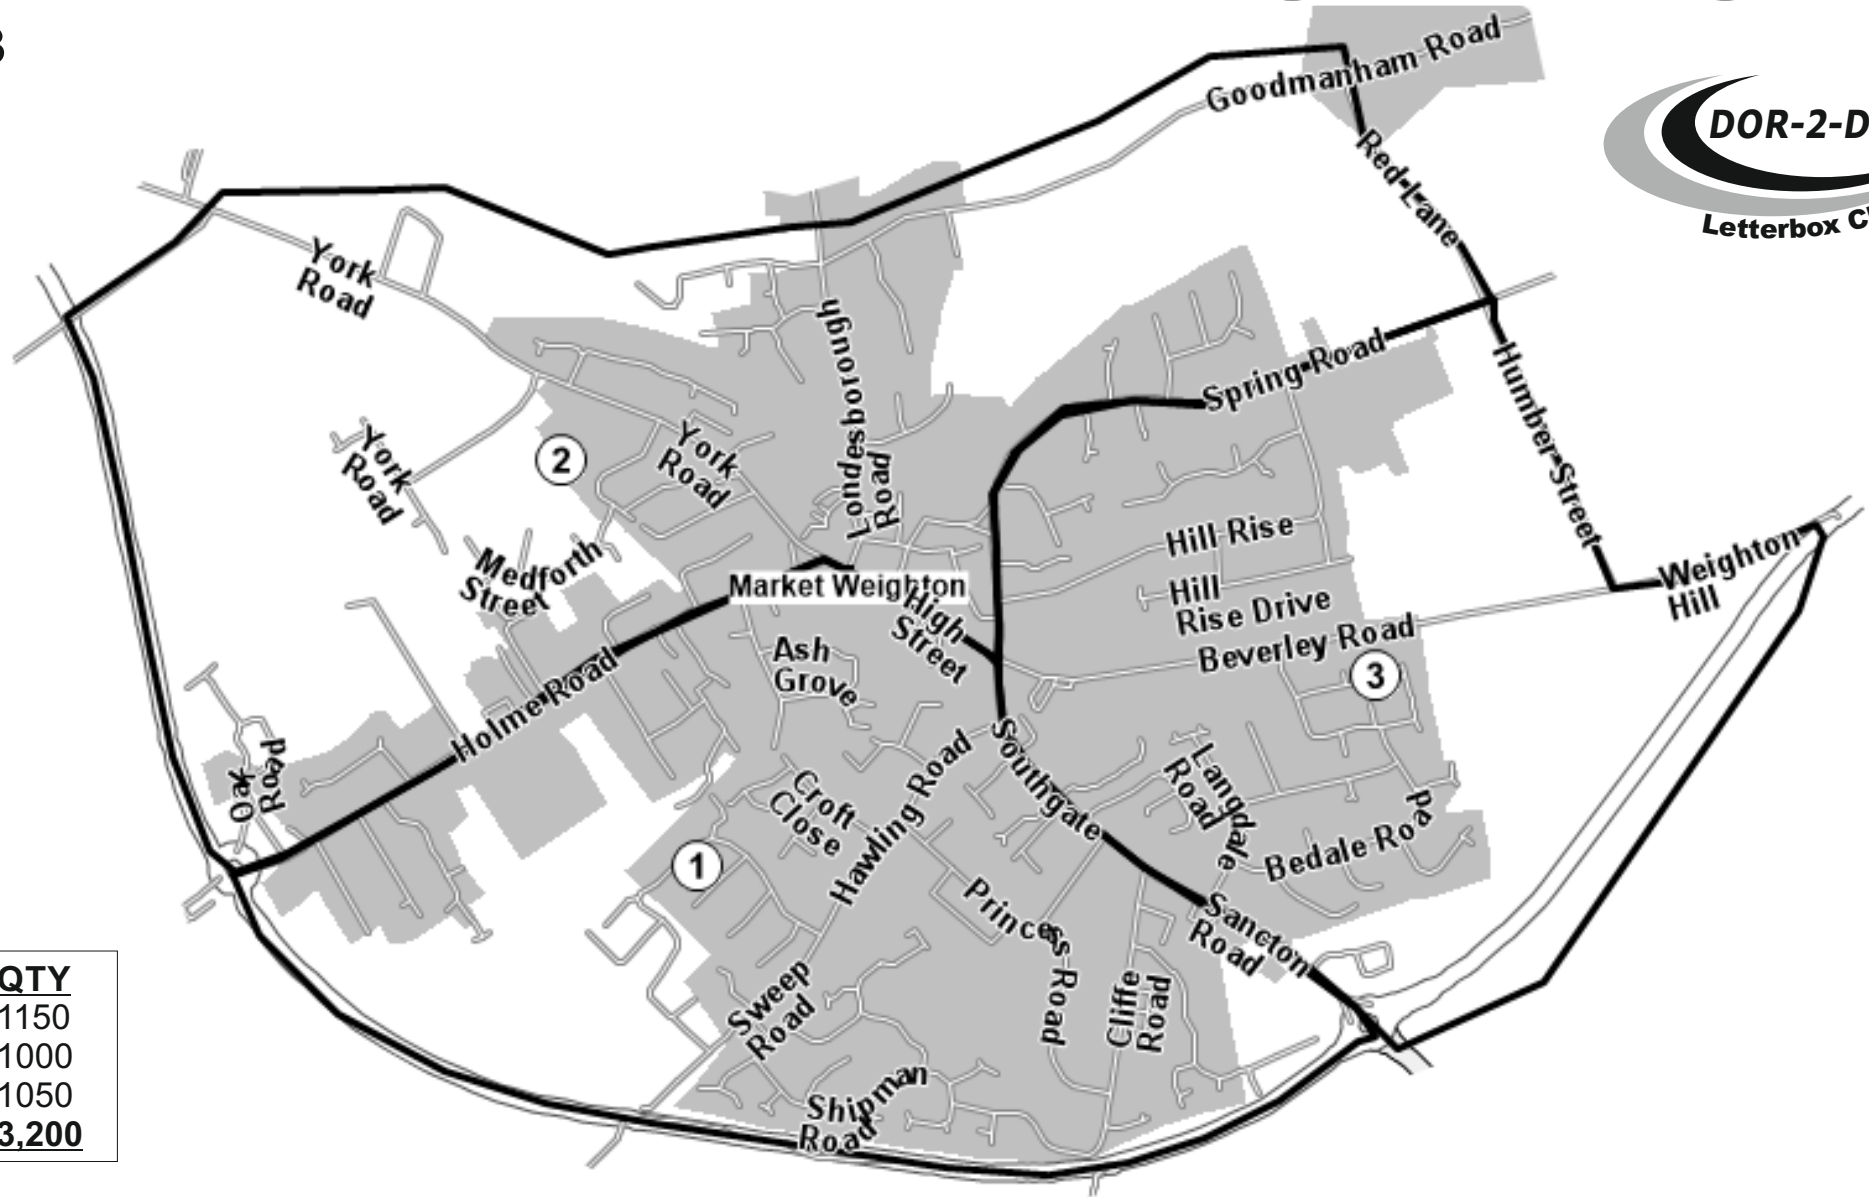 Goodmanham Road
DOR-2-D
Letterbox C
Red Lane
York
Road
Londesborough
Road
Spring Road
Humber Street
2
York
Road
York
Road
Medforth
Street
Market Weighton
High
Street
Hill Rise
Hill
Rise Drive
Weighton
Hill
Beverley Road
3
Ash
Grove
Holme Road
Oak
Road
Southgate
Langdale
Road
Croft
Close
Hawling Road
Bedale Road
1
Princess Road
Sancton
Road
Sweep
Road
Cliffe
Road
Shipman
Road
QTY
1150
1000
1050
3,200